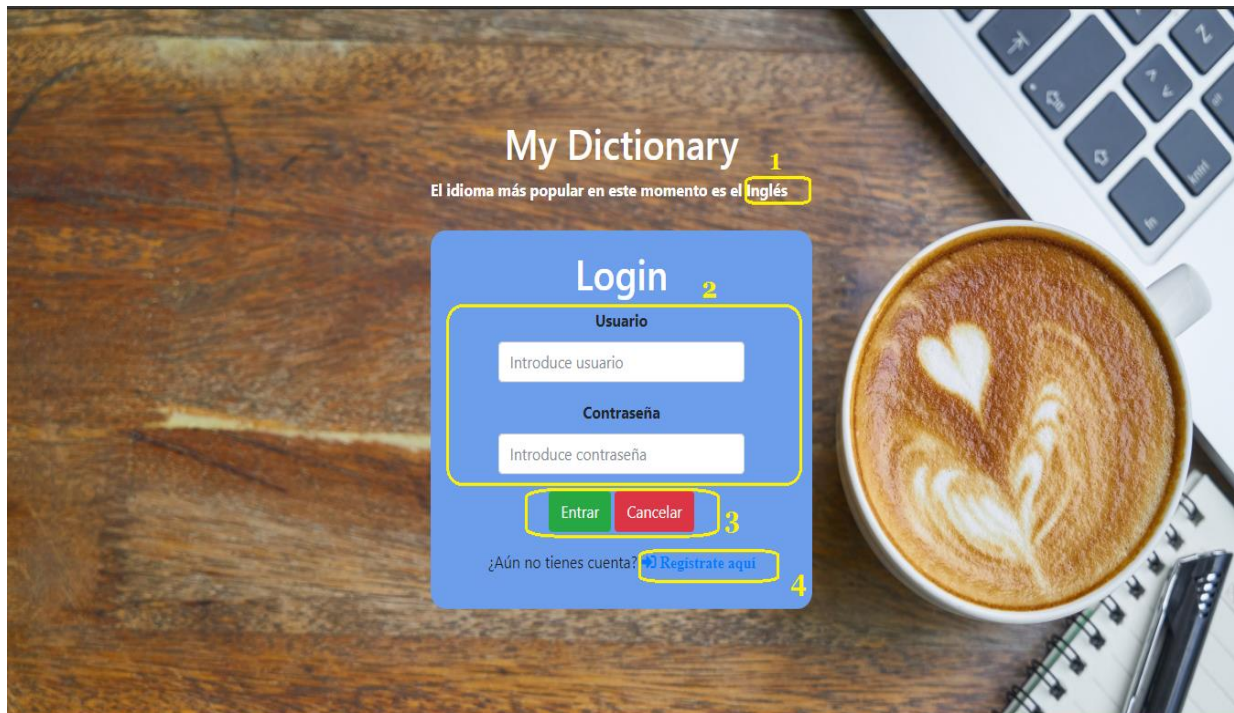 My Dictionary
1
El idioma más popular en este momento es el Inglés
Login
2
Usuario
Introduce usuario
Contraseña
Introduce contraseña
Entrar Cancelar
3
¿Aún no tienes cuenta? Regístrate aquí
4